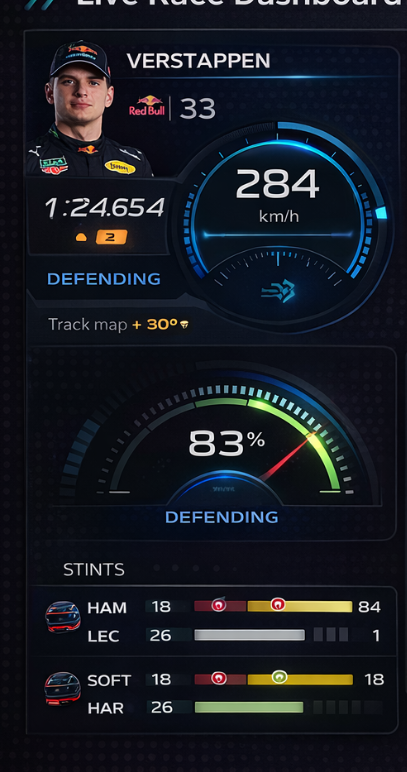 Live Race Dashboard
VERSTAPPEN
Red Bull 33
284
km/h
1:24.654
2
DEFENDING
Track map + 30°
83%
DEFENDING
STINTS
HAM 18 84
LEC 26 1
SOFT 18 18
HAR 26